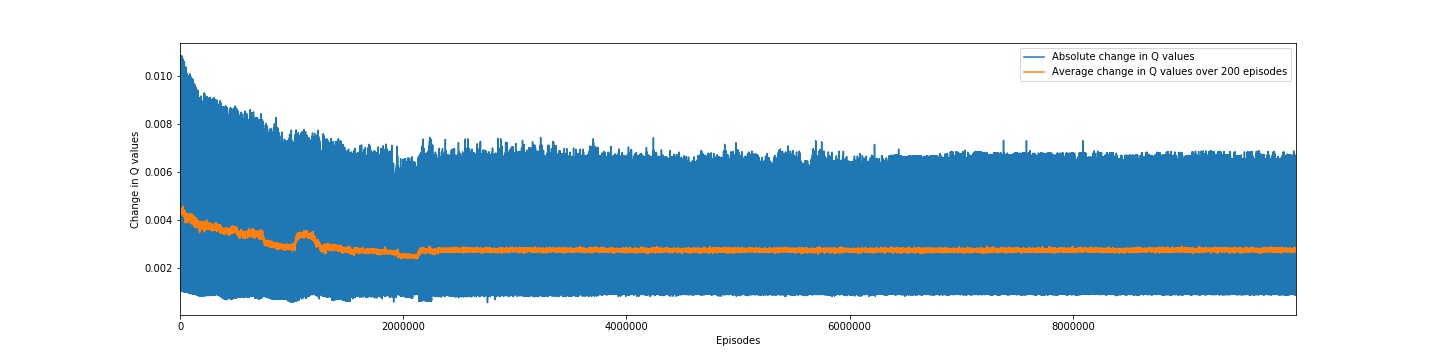 Absolute change in Q values
Average change in Q values over 200 episodes
Change in Q values
0.010
0.008
0.006
0.004
0.002
0
2000000
4000000
6000000
8000000
Episodes